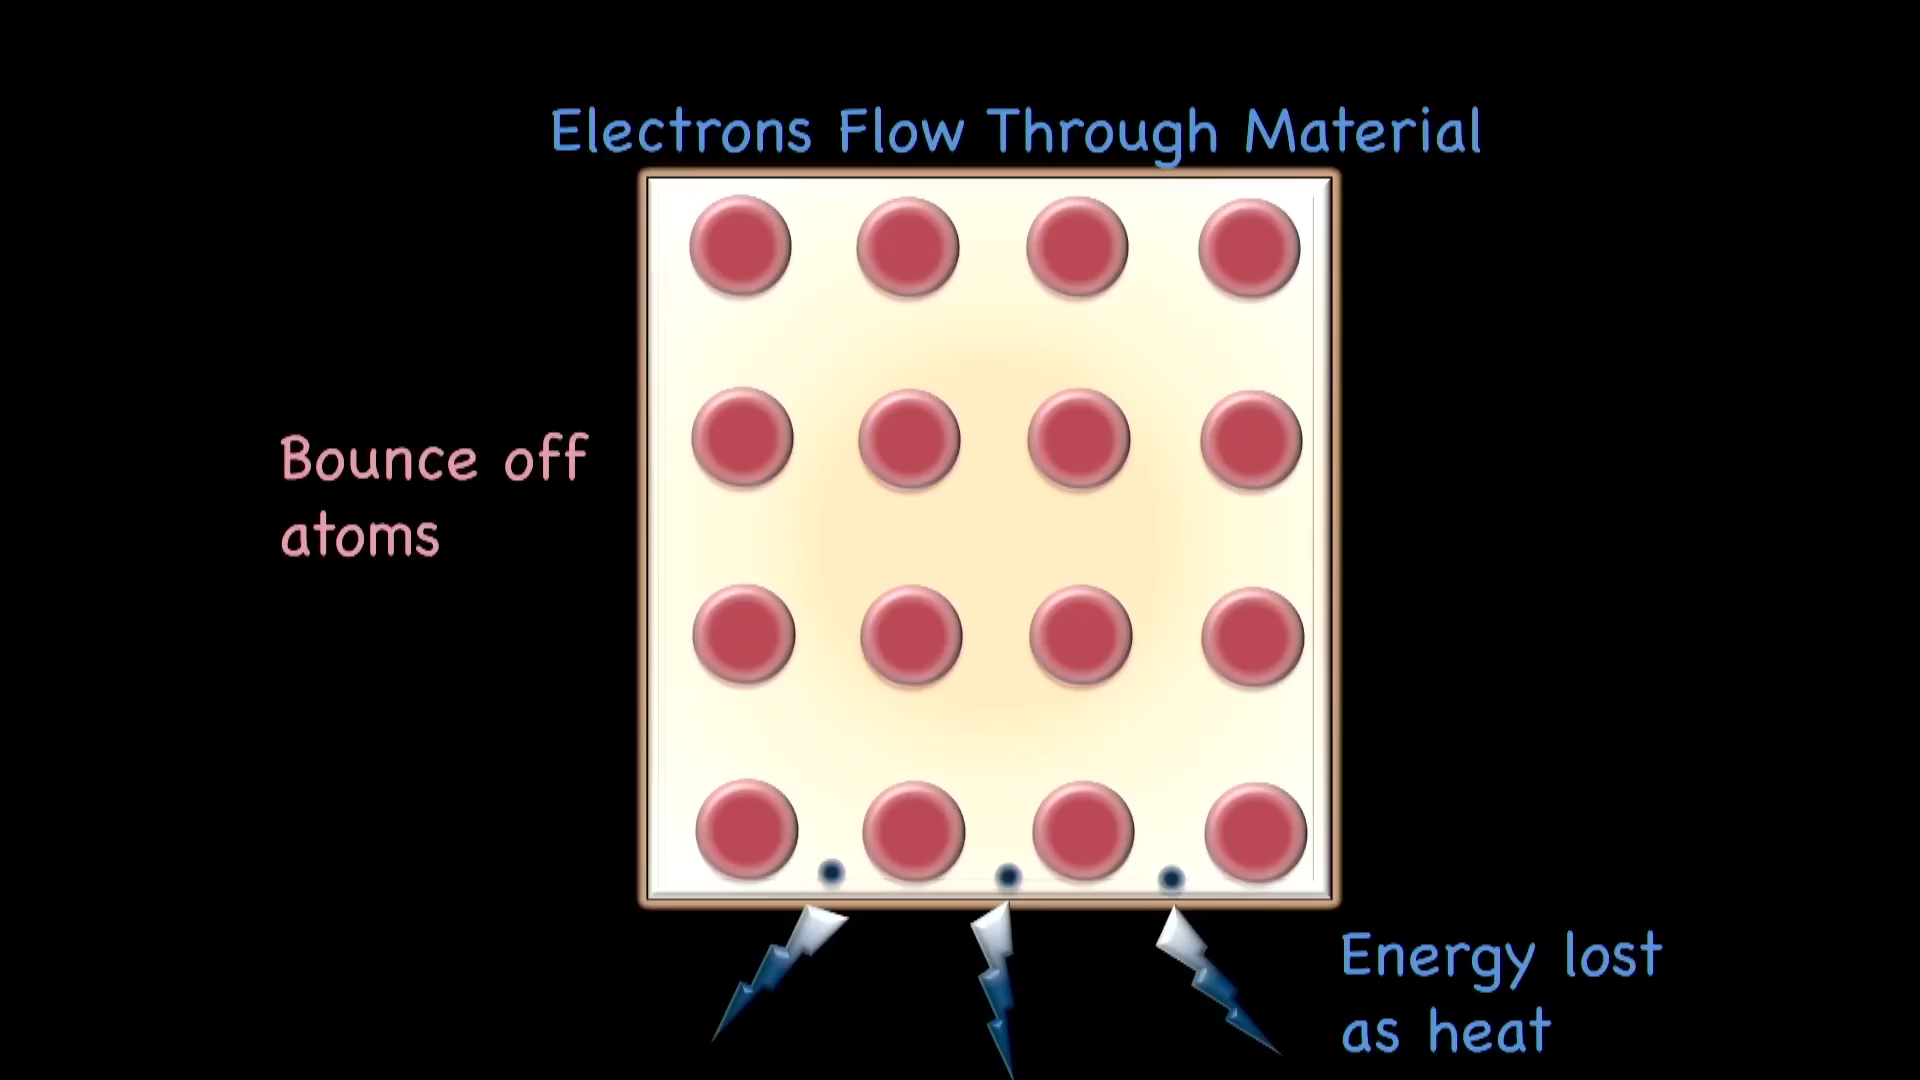 Electrons Flow Through Material
Bounce off
atoms
Energy lost
as heat